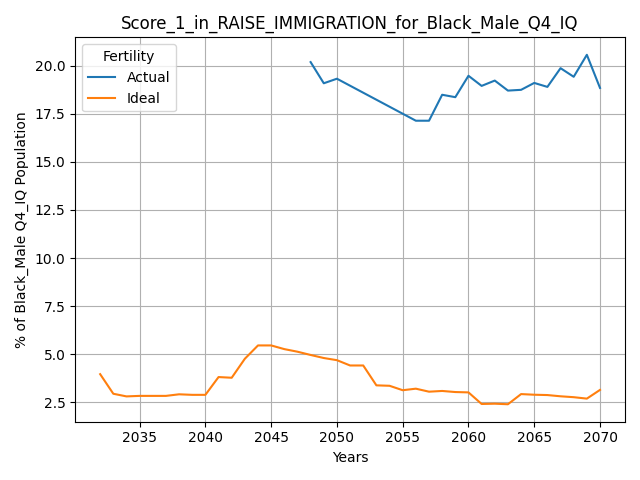 Score_1_in_RAISE_IMMIGRATION_for_Black_Male_Q4_IQ
Fertility
Actual
Ideal
% of Black_Male Q4_IQ Population
20.0
17.5
15.0
12.5
10.0
7.5
5.0
2.5
2035 2040 2045 2050 2055 2060 2065 2070
Years